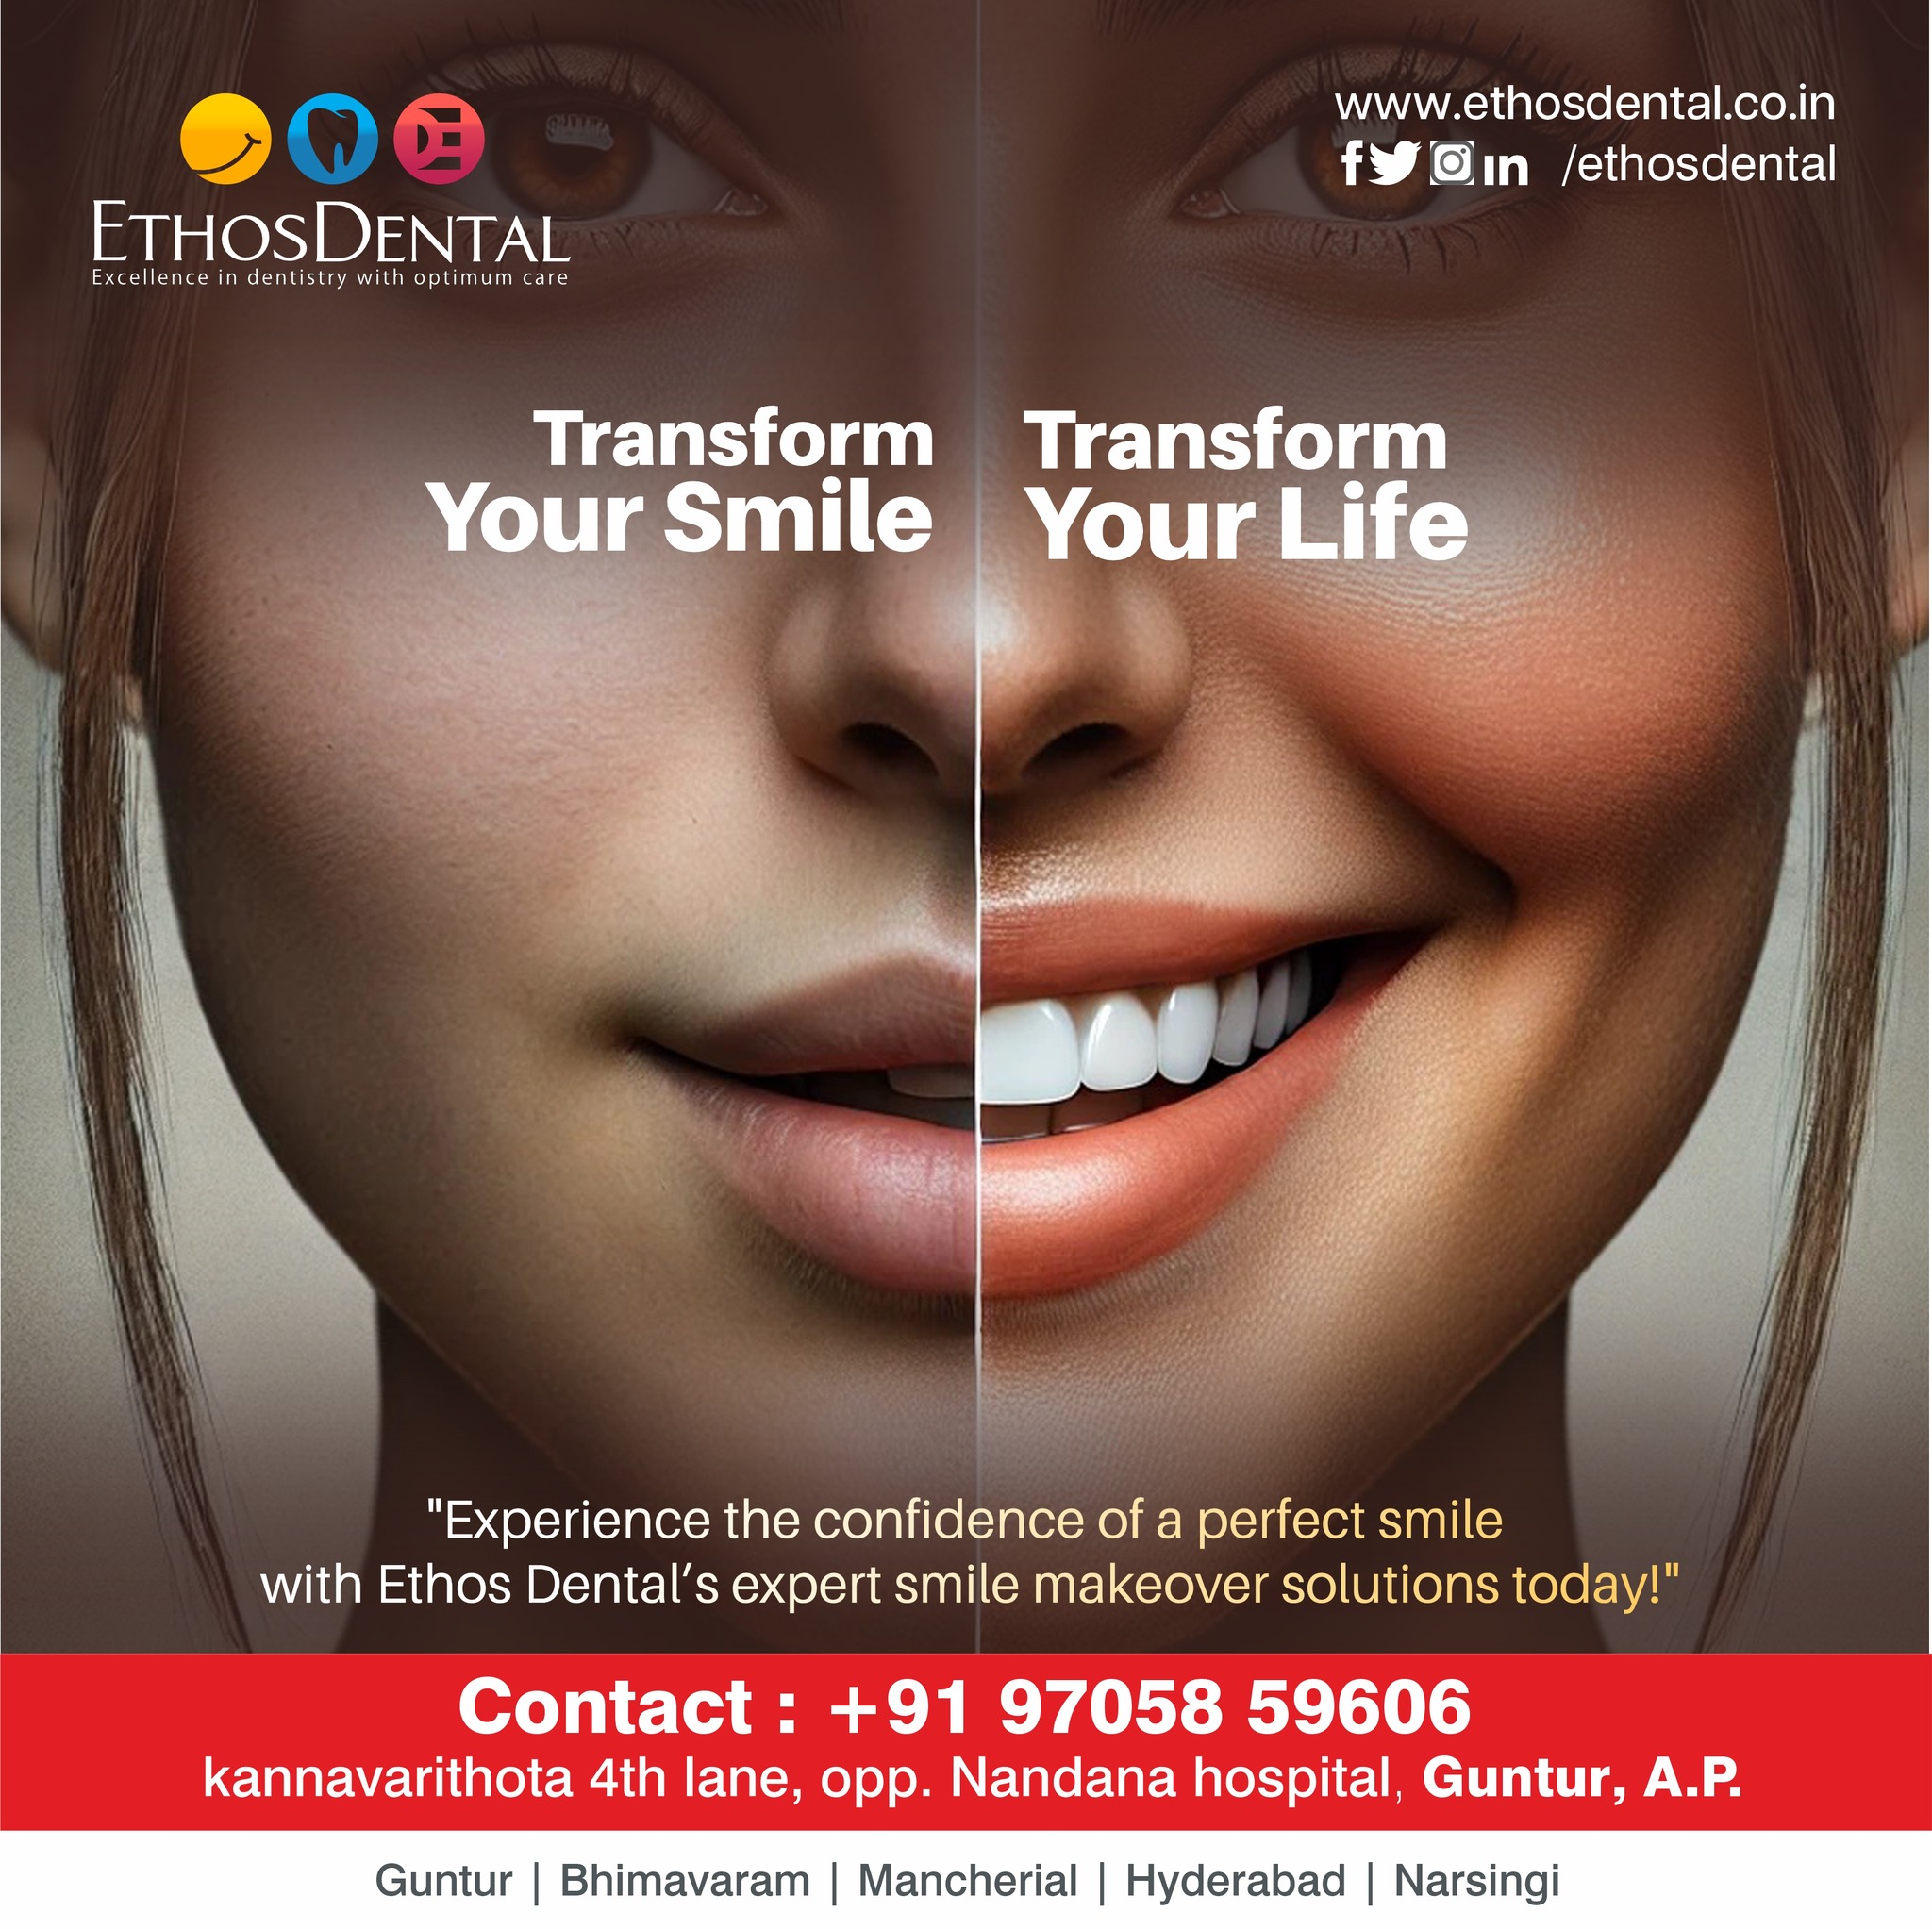 EthosDental
Excellence in dentistry with optimum care
www.ethosdental.co.in
/ethosdental
Transform
Your Smile
Transform
Your Life
"Experience the confidence of a perfect smile
with Ethos Dental’s expert smile makeover solutions today!"
Contact : +91 97058 59606
kannavarithota 4th lane, opp. Nandana hospital, Guntur, A.P.
Guntur | Bhimavaram | Mancherial | Hyderabad | Narsingi